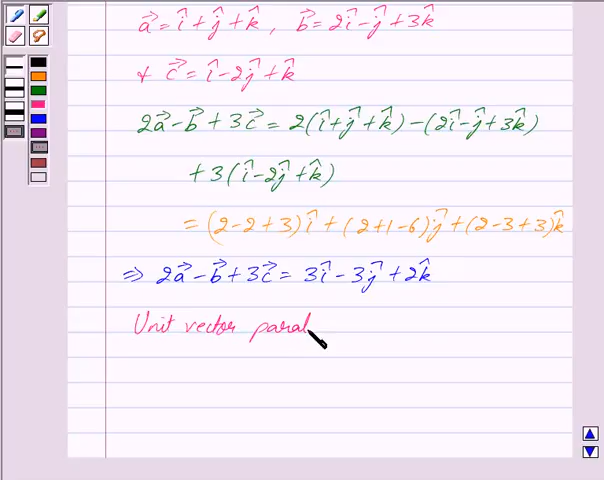 a⃗ = î + ĵ + k̂ , b⃗ = 2î - ĵ + 3k̂
+ c⃗ = î - 2ĵ + k̂
2a⃗ - b⃗ + 3c⃗ = 2(î + ĵ + k̂) - (2î - ĵ + 3k̂)
+ 3(î - 2ĵ + k̂)
= (2 - 2 + 3)î + (2 + 1 - 6)ĵ + (2 - 3 + 3)k̂
⇒ 2a⃗ - b⃗ + 3c⃗ = 3î - 3ĵ + 2k̂
Unit vector paral